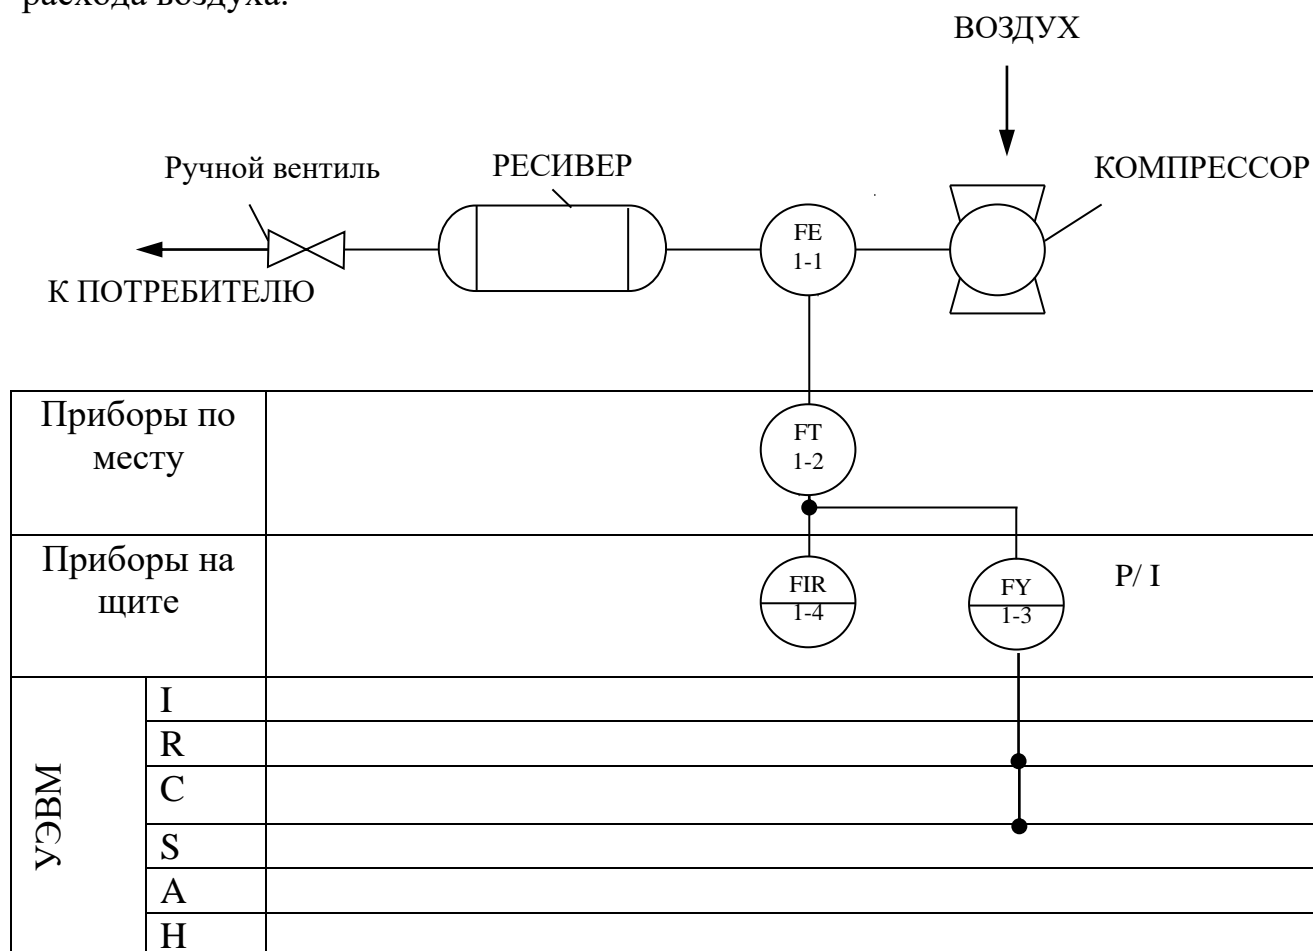 расхода воздуха.
ВОЗДУХ
Ручной вентиль
РЕСИВЕР
КОМПРЕССОР
FE
1-1
К ПОТРЕБИТЕЛЮ
Приборы по
месту
FT
1-2
Приборы на
щите
FIR
1-4
FY
1-3
P/ I
УЭВМ
I
R
C
S
A
H